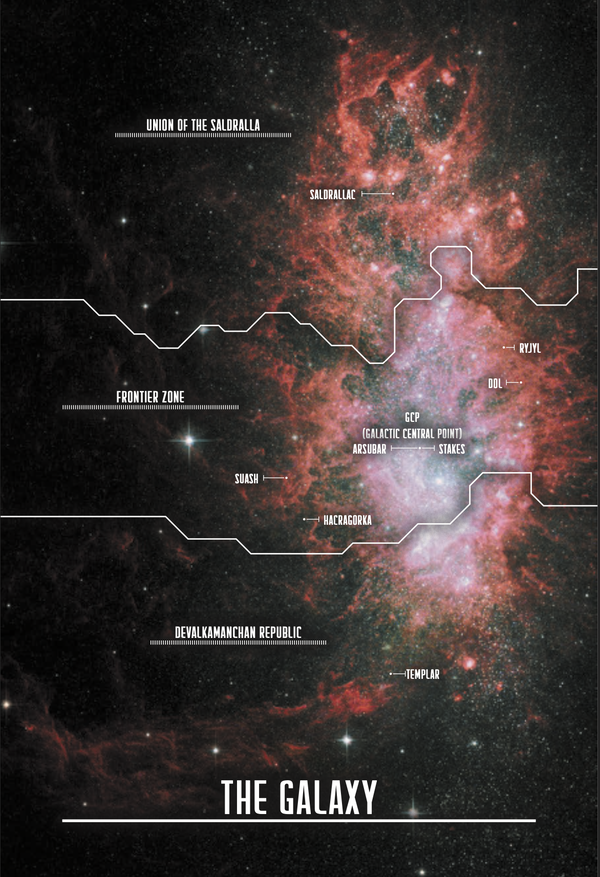 UNION OF THE SALDRALLA
SALDRALLAC
RYJYL
DOL
FRONTIER ZONE
GCP
(GALACTIC CENTRAL POINT)
ARSUBAR
STAKES
SUASH
HACRAGORKA
DEVALKAMANCHAN REPUBLIC
TEMPLAR
THE GALAXY